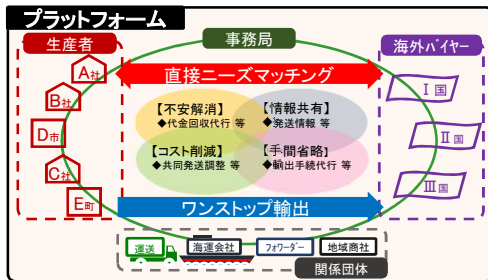 プラットフォーム
生産者
事務局
海外バイヤー
A社
B社
D市
C社
E町
直接ニーズマッチング
【不安解消】
◆代金回収代行 等
【情報共有】
◆発送情報 等
【コスト削減】
◆共同発送調整 等
【手間省略】
◆輸出手続代行 等
ワンストップ輸出
Ⅰ国
Ⅱ国
Ⅲ国
運送
海運会社
フォワーダー
地域商社
関係団体